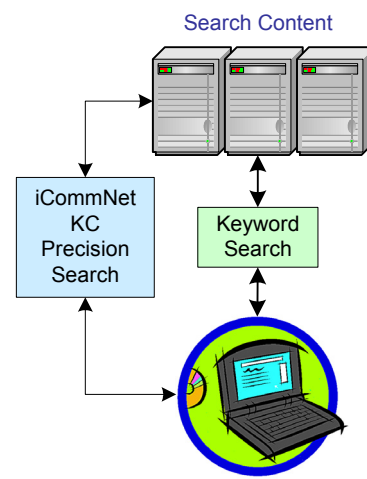 Search Content
iCommNet
KC
Precision
Search
Keyword
Search